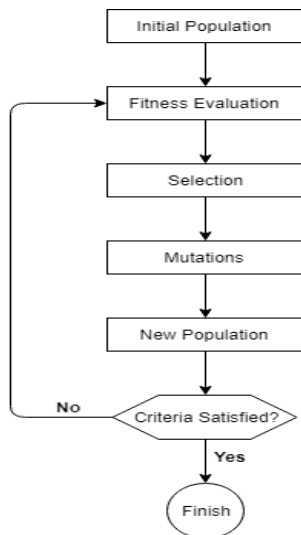 Initial Population
Fitness Evaluation
Selection
Mutations
New Population
No
Criteria Satisfied?
Yes
Finish